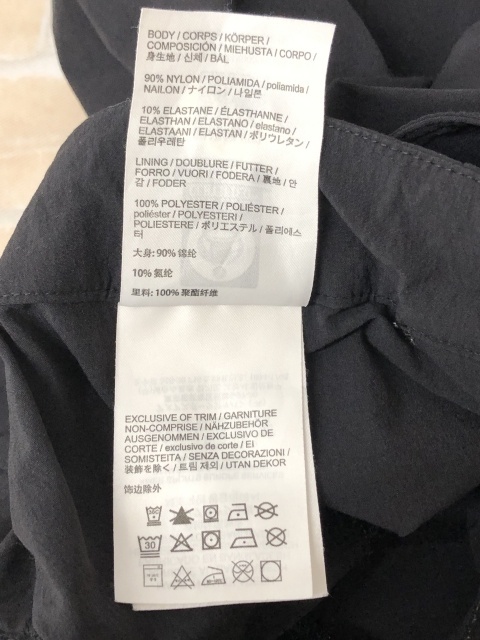 BODY / CORPS / KÖRPER /
COMPOSICIÓN / MIEHUSTA / CORPO /
身生地 / 신체 / BÅL
90% NYLON / POLIAMIDA / poliamida /
NAILON / ナイロン / 나일론
10% ELASTANE / ÉLASTHANNE /
ELASTHAN / ELASTANO / elastano /
ELASTAANI / ELASTAN / ポリウレタン /
폴리우레탄
LINING / DOUBLURE / FUTTER /
FORRO / VUORI / FODERA / 裏地 / 안
감 / FODER
100% POLYESTER / POLIÉSTER /
poliéster / POLYESTERI /
POLIESTERE / ポリエステル / 폴리에스
터
大身: 90% 锦纶
10% 氨纶
里料: 100% 聚酯纤维
EXCLUSIVE OF TRIM / GARNITURE
NON-COMPRISE / NÄHZUBEHÖR
AUSGENOMMEN / EXCLUSIVO DE
CORTE / exclusivo de corte / EI
SOMISTEITA / SENZA DECORAZIONI /
装飾を除く / 트림 제외 / UTAN DEKOR
饰边除外
30